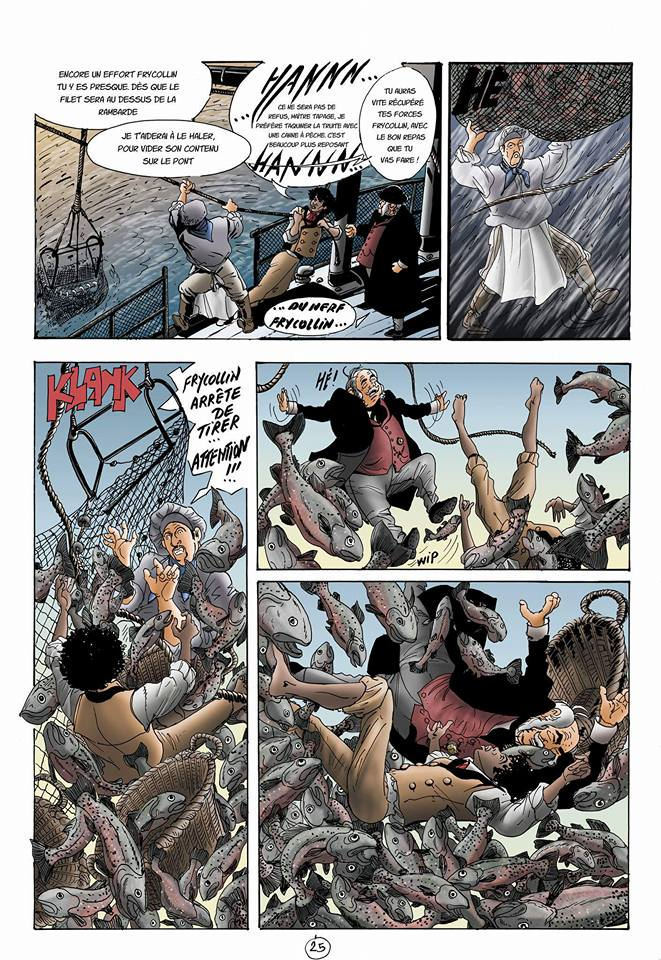 ENCORE UN EFFORT FRYCOLLIN
TU Y ES PRESQUE. DÈS QUE LE
FILET SERA AU DESSUS DE LA
RAMBARDE
JE T'AIDERAI À LE HALER,
POUR VIDER SON CONTENU
SUR LE PONT
HANNN...
CE NE SERA PAS DE
REFUS, MAÎTRE TAPAGE, JE
PRÉFÈRE TAQUINER LA TRUITE AVEC
UNE CANNE À PÊCHE. C'EST
BEAUCOUP PLUS REPOSANT
HANNN...
TU AURAS
VITE RÉCUPÉRÉ
TES FORCES
FRYCOLLIN, AVEC
LE BON REPAS
QUE TU
VAS FAIRE !
...DU NERF
FRYCOLLIN...
HÉ
KLANK
FRYCOLLIN
ARRÊTE
DE
TIRER
...ATTENTION
!!!
HÉ!
WIP
25